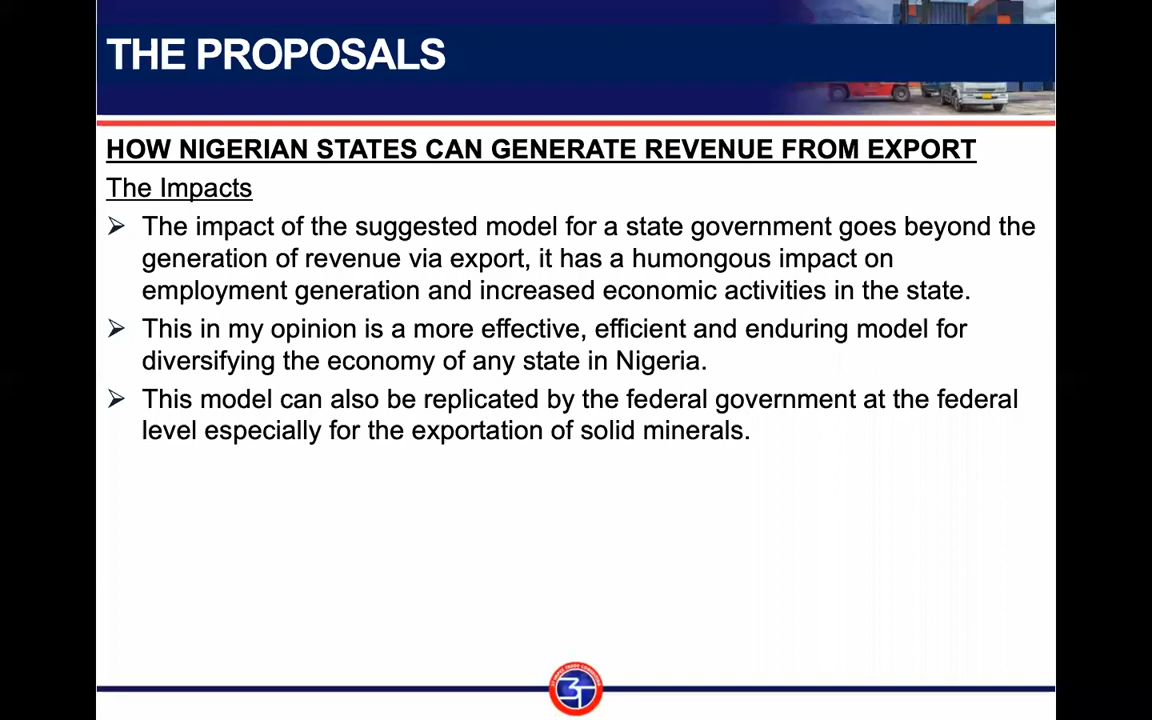 THE PROPOSALS
HOW NIGERIAN STATES CAN GENERATE REVENUE FROM EXPORT
The Impacts
The impact of the suggested model for a state government goes beyond the
generation of revenue via export, it has a humongous impact on
employment generation and increased economic activities in the state.
This in my opinion is a more effective, efficient and enduring model for
diversifying the economy of any state in Nigeria.
This model can also be replicated by the federal government at the federal
level especially for the exportation of solid minerals.